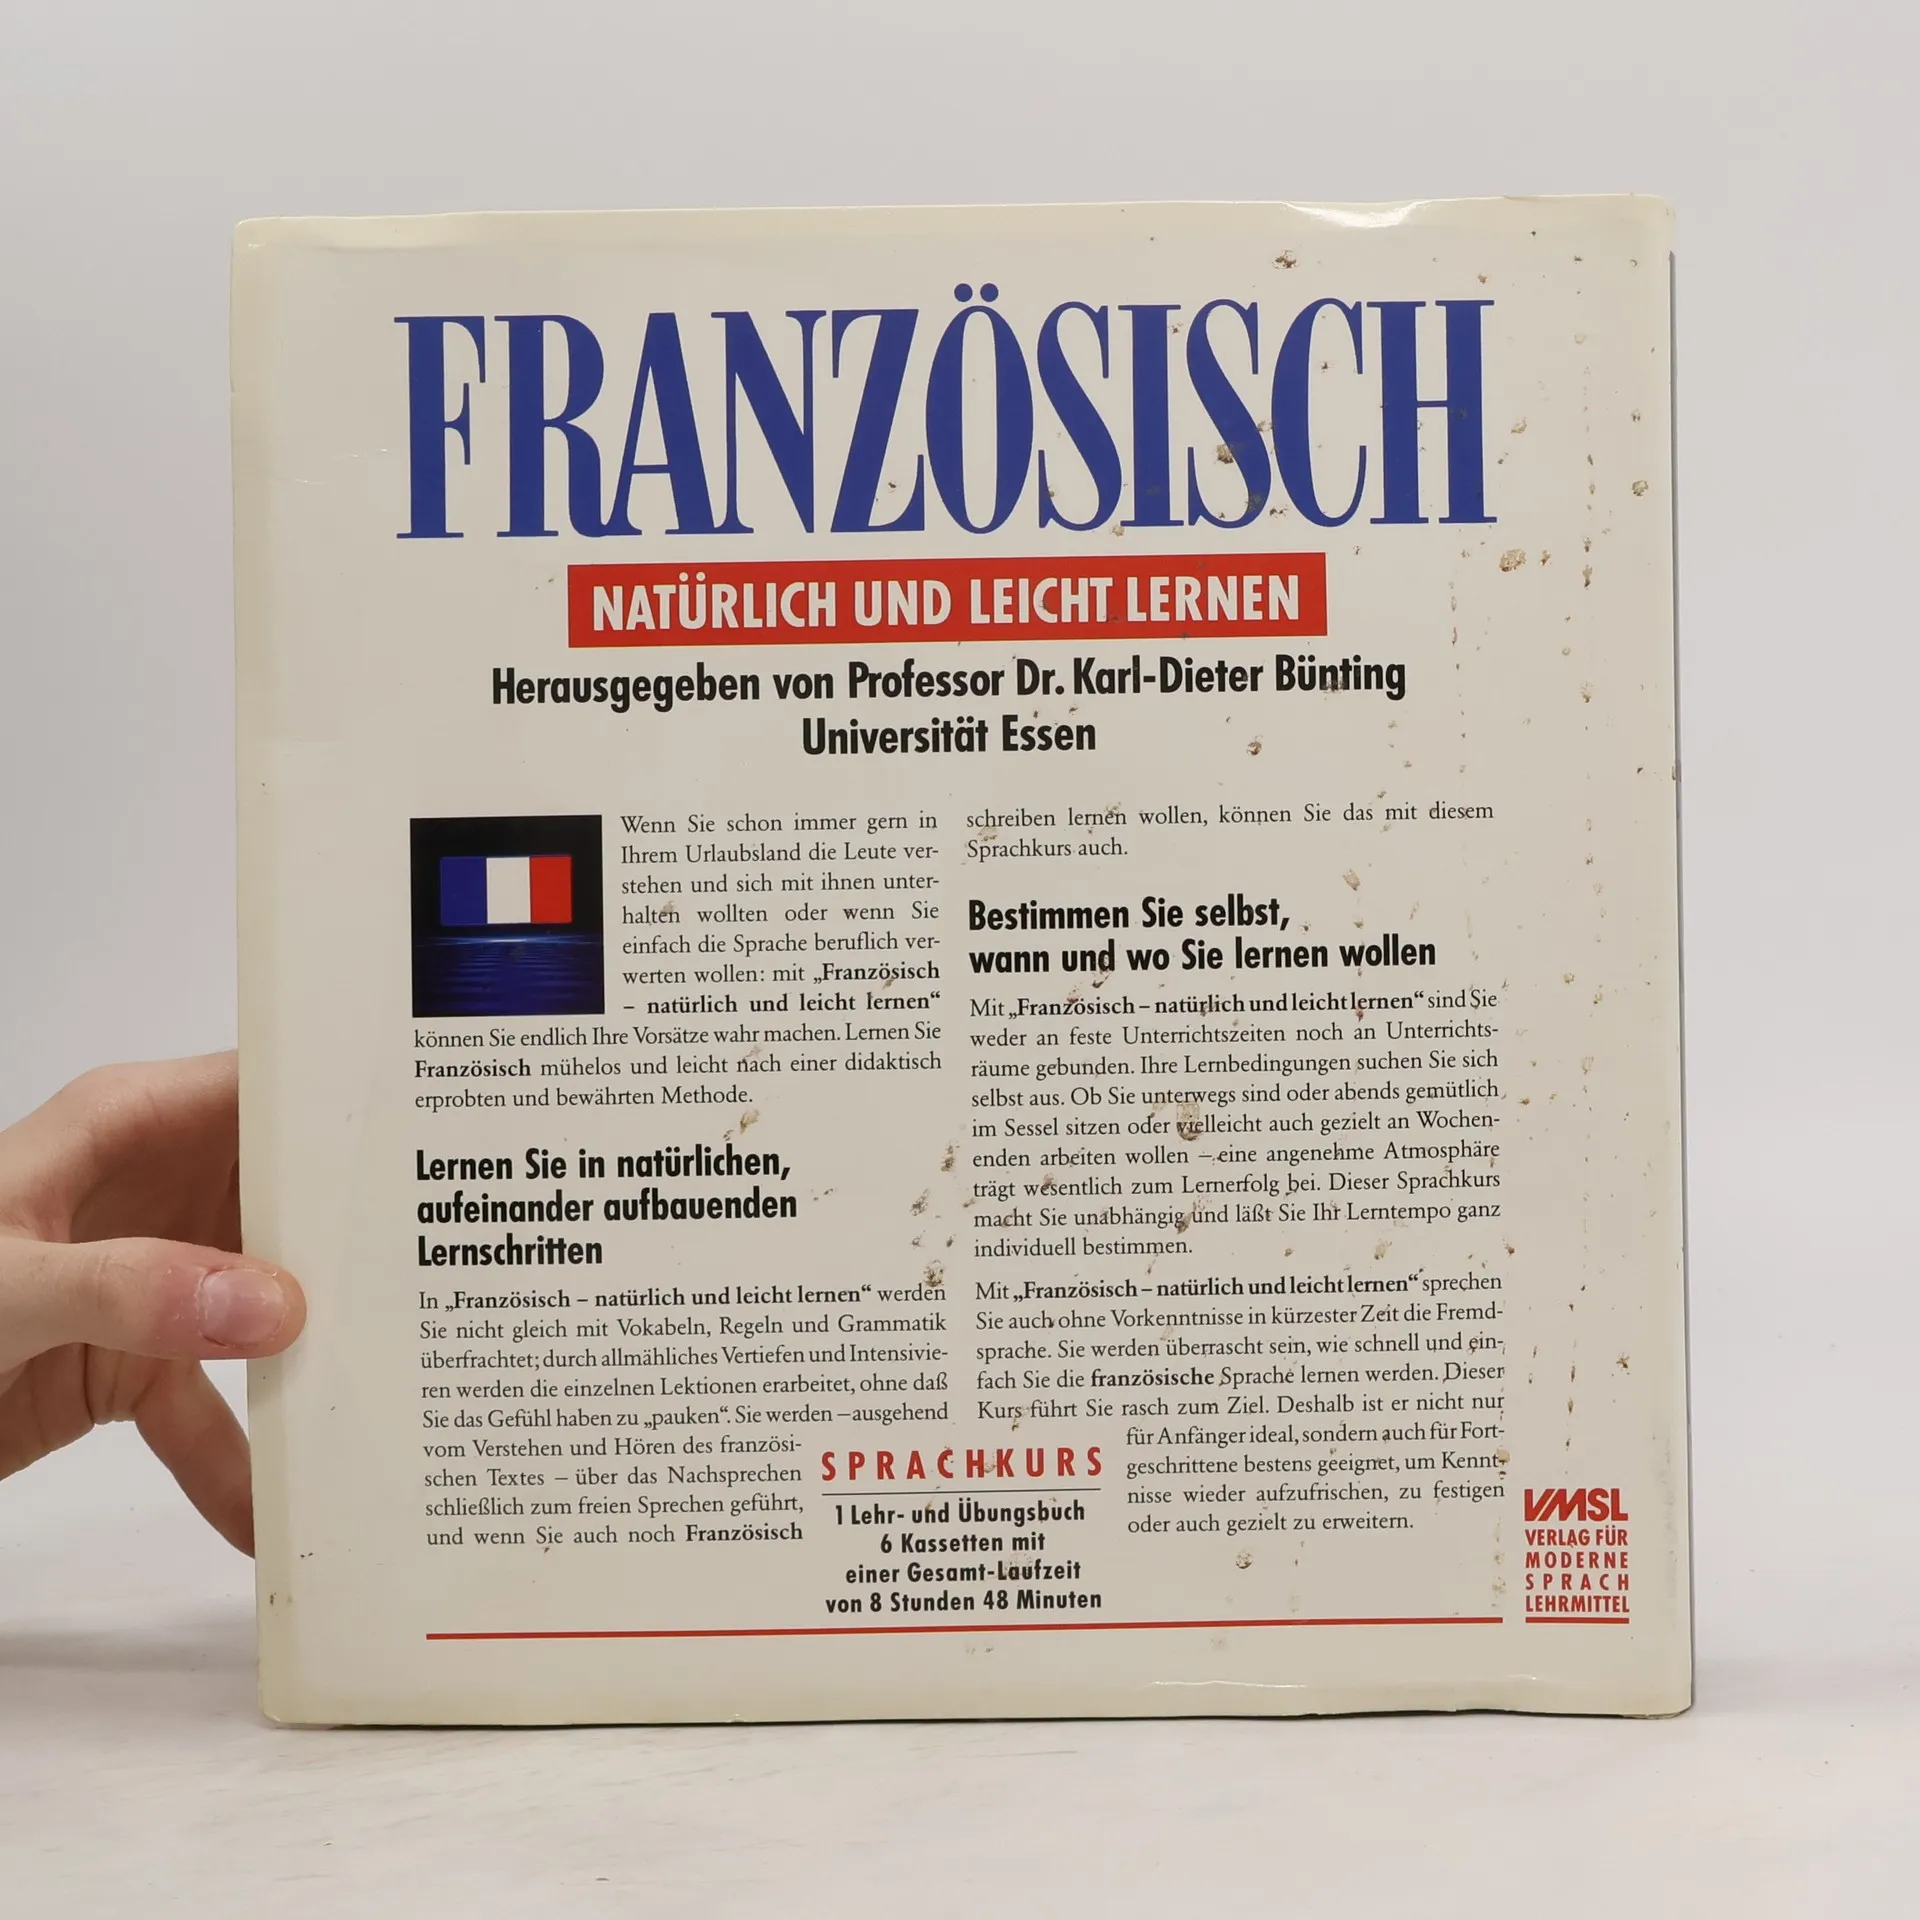 FRANZÖSISCH
NATÜRLICH UND LEICHT LERNEN
Herausgegeben von Professor Dr. Karl-Dieter Bünting
Universität Essen
Wenn Sie schon immer gern in
Ihrem Urlaubsland die Leute ver-
stehen und sich mit ihnen unter-
halten wollten oder wenn Sie
einfach die Sprache beruflich ver-
werten wollen: mit „Französisch
– natürlich und leicht lernen“
können Sie endlich Ihre Vorsätze wahr machen. Lernen Sie
Französisch mühelos und leicht nach einer didaktisch
erprobten und bewährten Methode.
Lernen Sie in natürlichen,
aufeinander aufbauenden
Lernschritten
In „Französisch – natürlich und leicht lernen“ werden
Sie nicht gleich mit Vokabeln, Regeln und Grammatik
überfrachtet; durch allmähliches Vertiefen und Intensivie-
ren werden die einzelnen Lektionen erarbeitet, ohne daß
Sie das Gefühl haben zu „pauken“. Sie werden – ausgehend
vom Verstehen und Hören des französi-
schen Textes – über das Nachsprechen
schließlich zum freien Sprechen geführt,
und wenn Sie auch noch Französisch
schreiben lernen wollen, können Sie das mit diesem
Sprachkurs auch.
Bestimmen Sie selbst,
wann und wo Sie lernen wollen
Mit „Französisch – natürlich und leicht lernen“ sind Sie
weder an feste Unterrichtszeiten noch an Unterrichts-
räume gebunden. Ihre Lernbedingungen suchen Sie sich
selbst aus. Ob Sie unterwegs sind oder abends gemütlich
im Sessel sitzen oder vielleicht auch gezielt an Wochen-
enden arbeiten wollen – eine angenehme Atmosphäre
trägt wesentlich zum Lernerfolg bei. Dieser Sprachkurs
macht Sie unabhängig und läßt Sie Ihr Lerntempo ganz
individuell bestimmen.
Mit „Französisch – natürlich und leicht lernen“ sprechen
Sie auch ohne Vorkenntnisse in kürzester Zeit die Fremd-
sprache. Sie werden überrascht sein, wie schnell und ein-
fach Sie die französische Sprache lernen werden. Dieser
Kurs führt Sie rasch zum Ziel. Deshalb ist er nicht nur
für Anfänger ideal, sondern auch für Fort-
geschrittene bestens geeignet, um Kennt-
nisse wieder aufzufrischen, zu festigen
oder auch gezielt zu erweitern.
SPRACHKURS
1 Lehr- und Übungsbuch
6 Kassetten mit
einer Gesamt-Laufzeit
von 8 Stunden 48 Minuten
VMSL
VERLAG FÜR
MODERNE
SPRACH
LEHRMITTEL